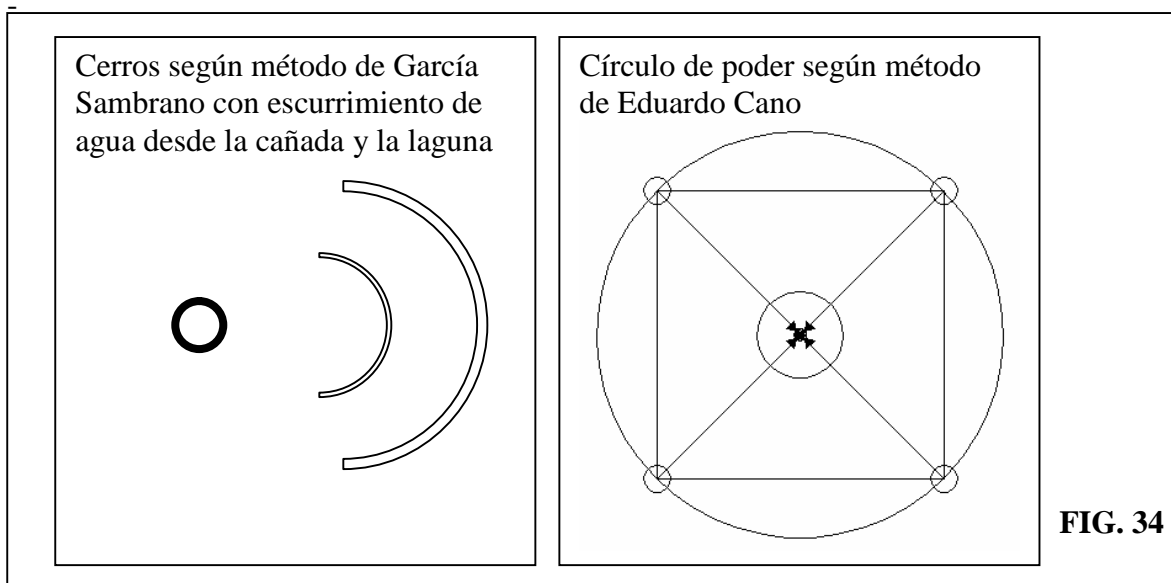 Cerros según método de García
Sambrano con escurrimiento de
agua desde la cañada y la laguna
Círculo de poder según método
de Eduardo Cano
FIG. 34